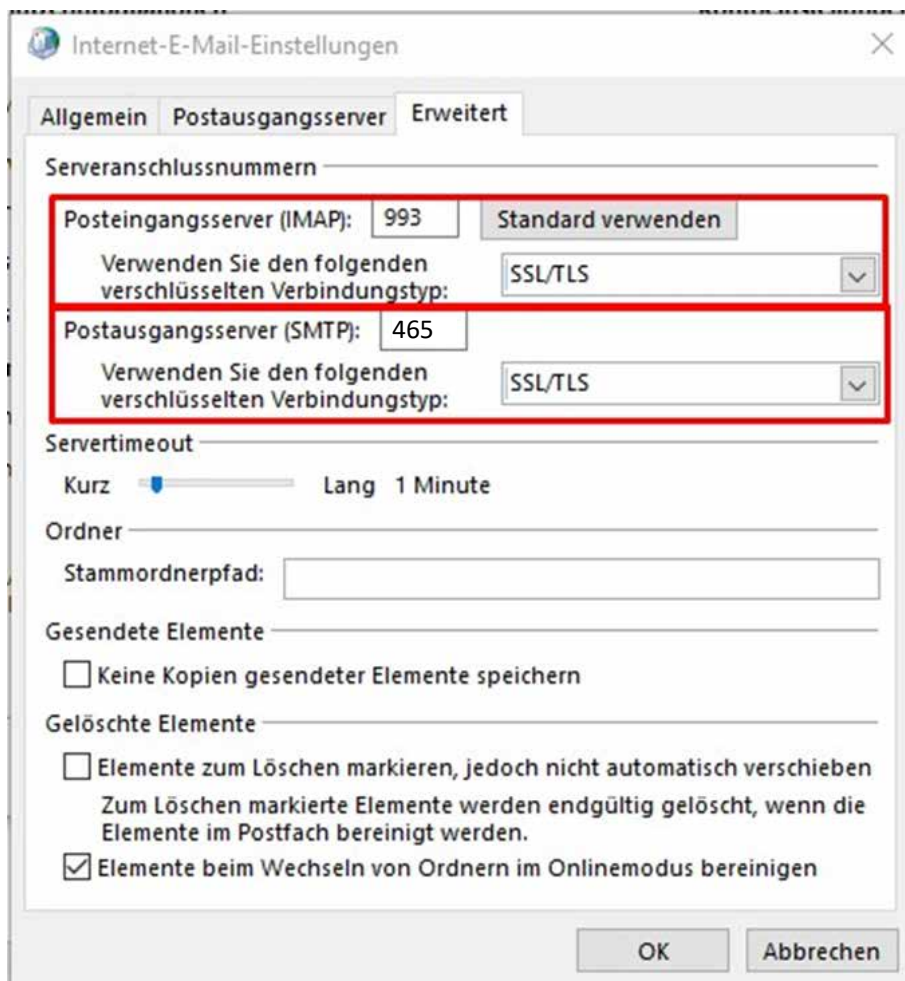 Internet-E-Mail-Einstellungen
Allgemein Postausgangsserver Erweitert
Serveranschlussnummern
Posteingangsserver (IMAP): 993 Standard verwenden
Verwenden Sie den folgenden
verschlüsselten Verbindungstyp: SSL/TLS
Postausgangsserver (SMTP): 465
Verwenden Sie den folgenden
verschlüsselten Verbindungstyp: SSL/TLS
Servertimeout
Kurz Lang 1 Minute
Ordner
Stammordnerpfad:
Gesendete Elemente
Keine Kopien gesendeter Elemente speichern
Gelöschte Elemente
Elemente zum Löschen markieren, jedoch nicht automatisch verschieben
Zum Löschen markierte Elemente werden endgültig gelöscht, wenn die
Elemente im Postfach bereinigt werden.
Elemente beim Wechseln von Ordnern im Onlinemodus bereinigen
OK Abbrechen